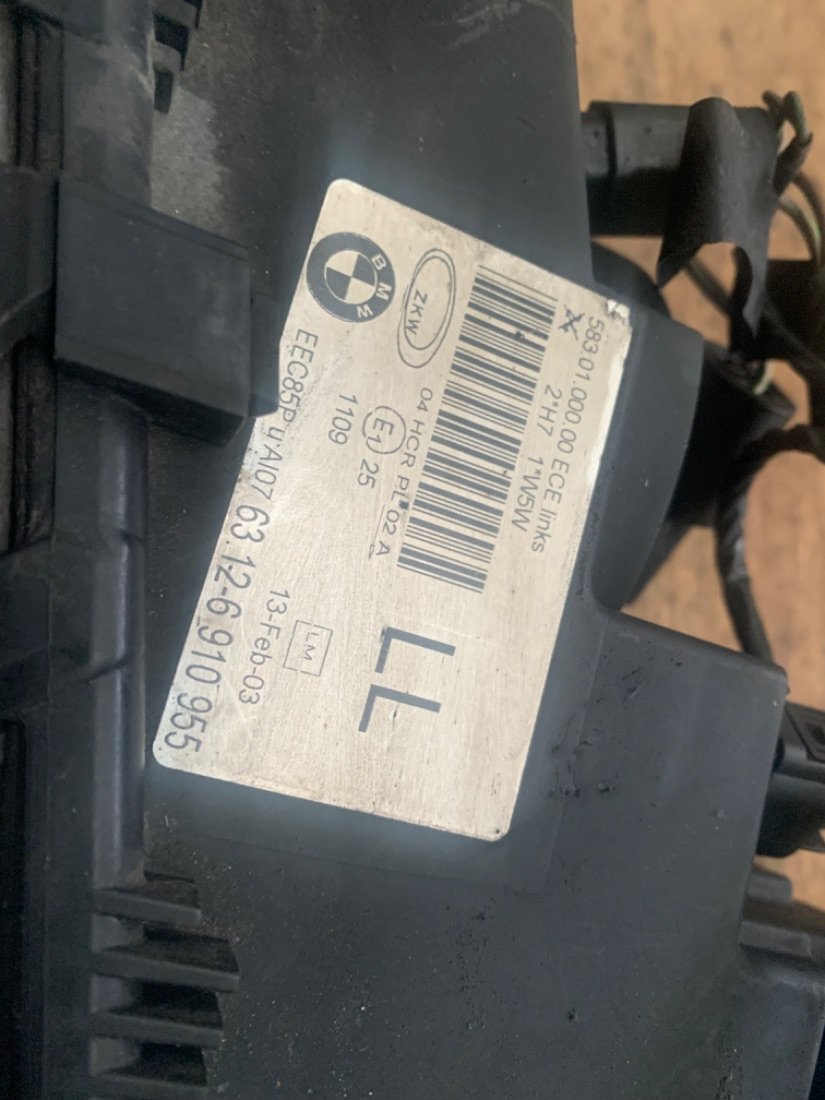 58301.000.00 ECE links
2*H7 1*W5W
ZKW
04 HCR PL 02 A
E1 25
1109
LL
LM
13-Feb-03
BMW
EEC85P u AI07 63.12-6 910 955